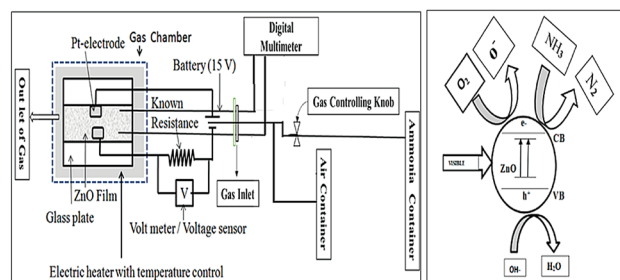 Gas Chamber
Pt-electrode
Digital
Multimeter
Battery (15 V)
Out let of Gas
Known
Resistance
Gas Controlling Knob
V
Gas Inlet
ZnO Film
Glass plate
Volt meter / Voltage sensor
Air Container
Ammonia Container
Electric heater with temperature control
O₂
O⁻
NH₃
N₂
e-
CB
VISIBLE
ZnO
h⁺
VB
OH-
H₂O